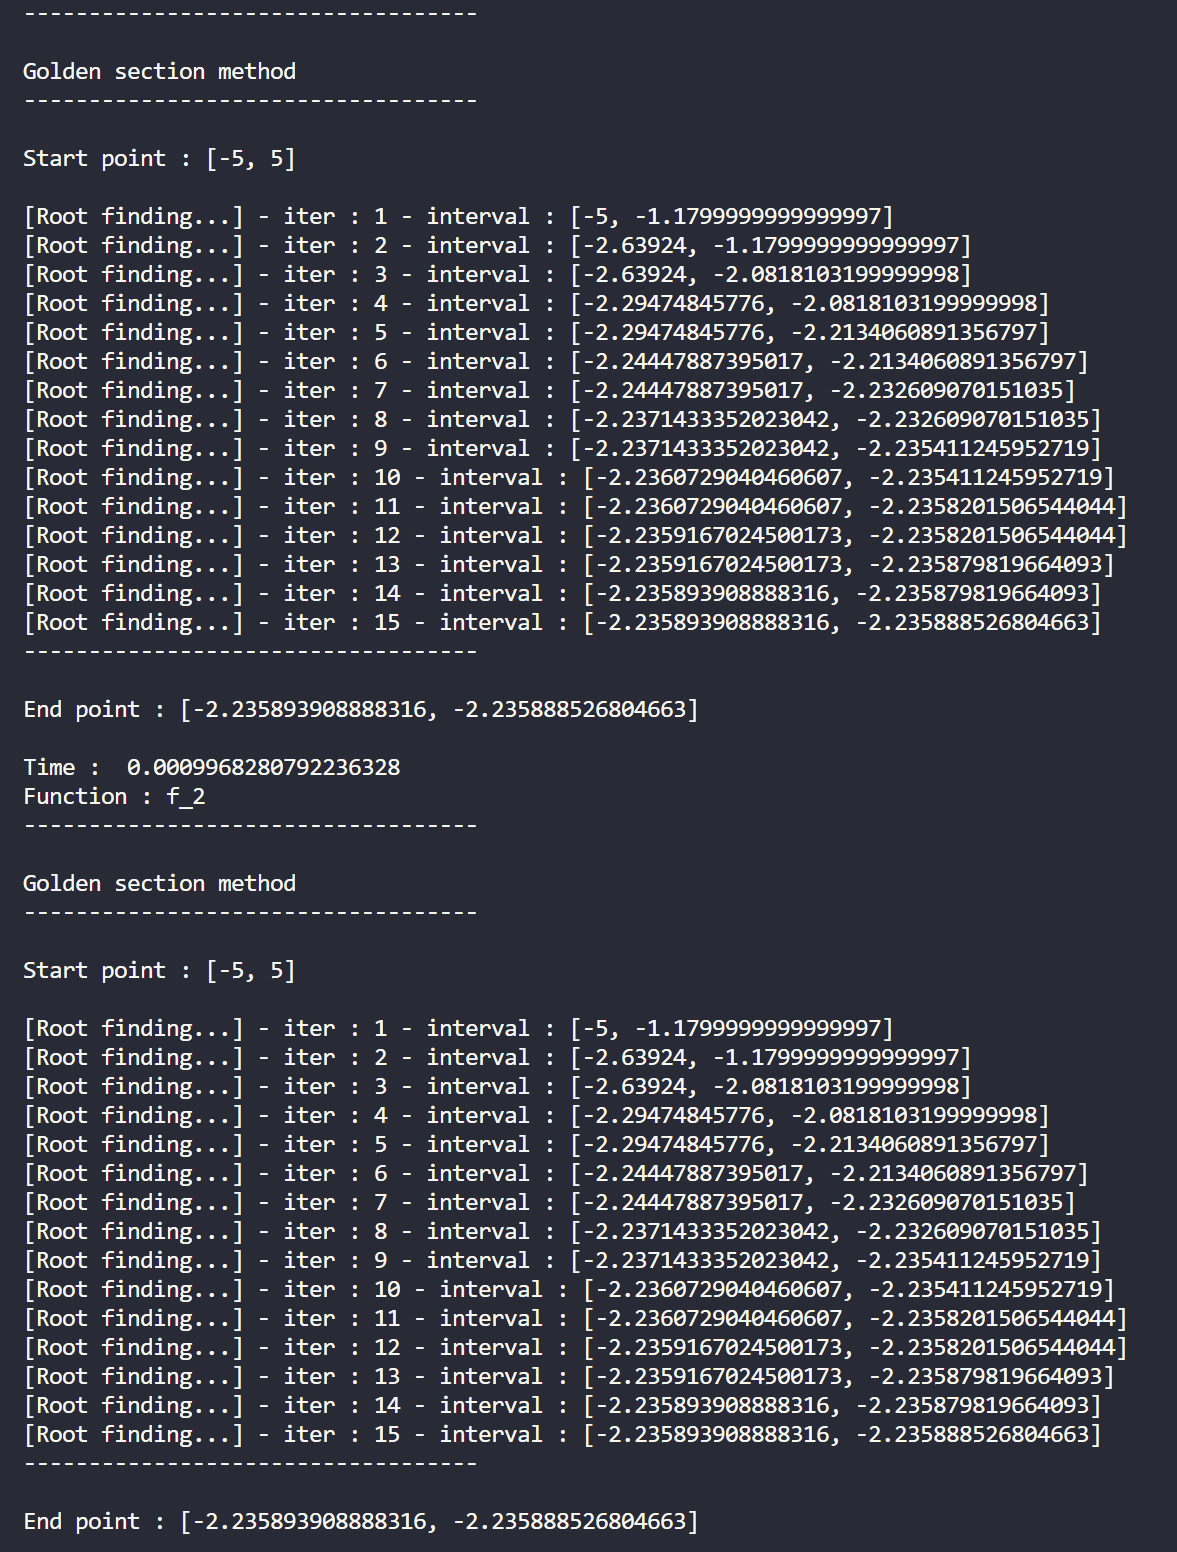 -----------------------------------
Golden section method
-----------------------------------
Start point : [-5, 5]
[Root finding...] - iter : 1 - interval : [-5, -1.1799999999999997]
[Root finding...] - iter : 2 - interval : [-2.63924, -1.1799999999999997]
[Root finding...] - iter : 3 - interval : [-2.63924, -2.0818103199999998]
[Root finding...] - iter : 4 - interval : [-2.29474845776, -2.0818103199999998]
[Root finding...] - iter : 5 - interval : [-2.29474845776, -2.2134060891356797]
[Root finding...] - iter : 6 - interval : [-2.24447887395017, -2.2134060891356797]
[Root finding...] - iter : 7 - interval : [-2.24447887395017, -2.232609070151035]
[Root finding...] - iter : 8 - interval : [-2.2371433352023042, -2.232609070151035]
[Root finding...] - iter : 9 - interval : [-2.2371433352023042, -2.235411245952719]
[Root finding...] - iter : 10 - interval : [-2.2360729040460607, -2.235411245952719]
[Root finding...] - iter : 11 - interval : [-2.2360729040460607, -2.2358201506544044]
[Root finding...] - iter : 12 - interval : [-2.2359167024500173, -2.2358201506544044]
[Root finding...] - iter : 13 - interval : [-2.2359167024500173, -2.235879819664093]
[Root finding...] - iter : 14 - interval : [-2.235893908888316, -2.235879819664093]
[Root finding...] - iter : 15 - interval : [-2.235893908888316, -2.235888526804663]
-----------------------------------
End point : [-2.235893908888316, -2.235888526804663]
Time :  0.0009968280792236328
Function : f_2
-----------------------------------
Golden section method
-----------------------------------
Start point : [-5, 5]
[Root finding...] - iter : 1 - interval : [-5, -1.1799999999999997]
[Root finding...] - iter : 2 - interval : [-2.63924, -1.1799999999999997]
[Root finding...] - iter : 3 - interval : [-2.63924, -2.0818103199999998]
[Root finding...] - iter : 4 - interval : [-2.29474845776, -2.0818103199999998]
[Root finding...] - iter : 5 - interval : [-2.29474845776, -2.2134060891356797]
[Root finding...] - iter : 6 - interval : [-2.24447887395017, -2.2134060891356797]
[Root finding...] - iter : 7 - interval : [-2.24447887395017, -2.232609070151035]
[Root finding...] - iter : 8 - interval : [-2.2371433352023042, -2.232609070151035]
[Root finding...] - iter : 9 - interval : [-2.2371433352023042, -2.235411245952719]
[Root finding...] - iter : 10 - interval : [-2.2360729040460607, -2.235411245952719]
[Root finding...] - iter : 11 - interval : [-2.2360729040460607, -2.2358201506544044]
[Root finding...] - iter : 12 - interval : [-2.2359167024500173, -2.2358201506544044]
[Root finding...] - iter : 13 - interval : [-2.2359167024500173, -2.235879819664093]
[Root finding...] - iter : 14 - interval : [-2.235893908888316, -2.235879819664093]
[Root finding...] - iter : 15 - interval : [-2.235893908888316, -2.235888526804663]
-----------------------------------
End point : [-2.235893908888316, -2.235888526804663]